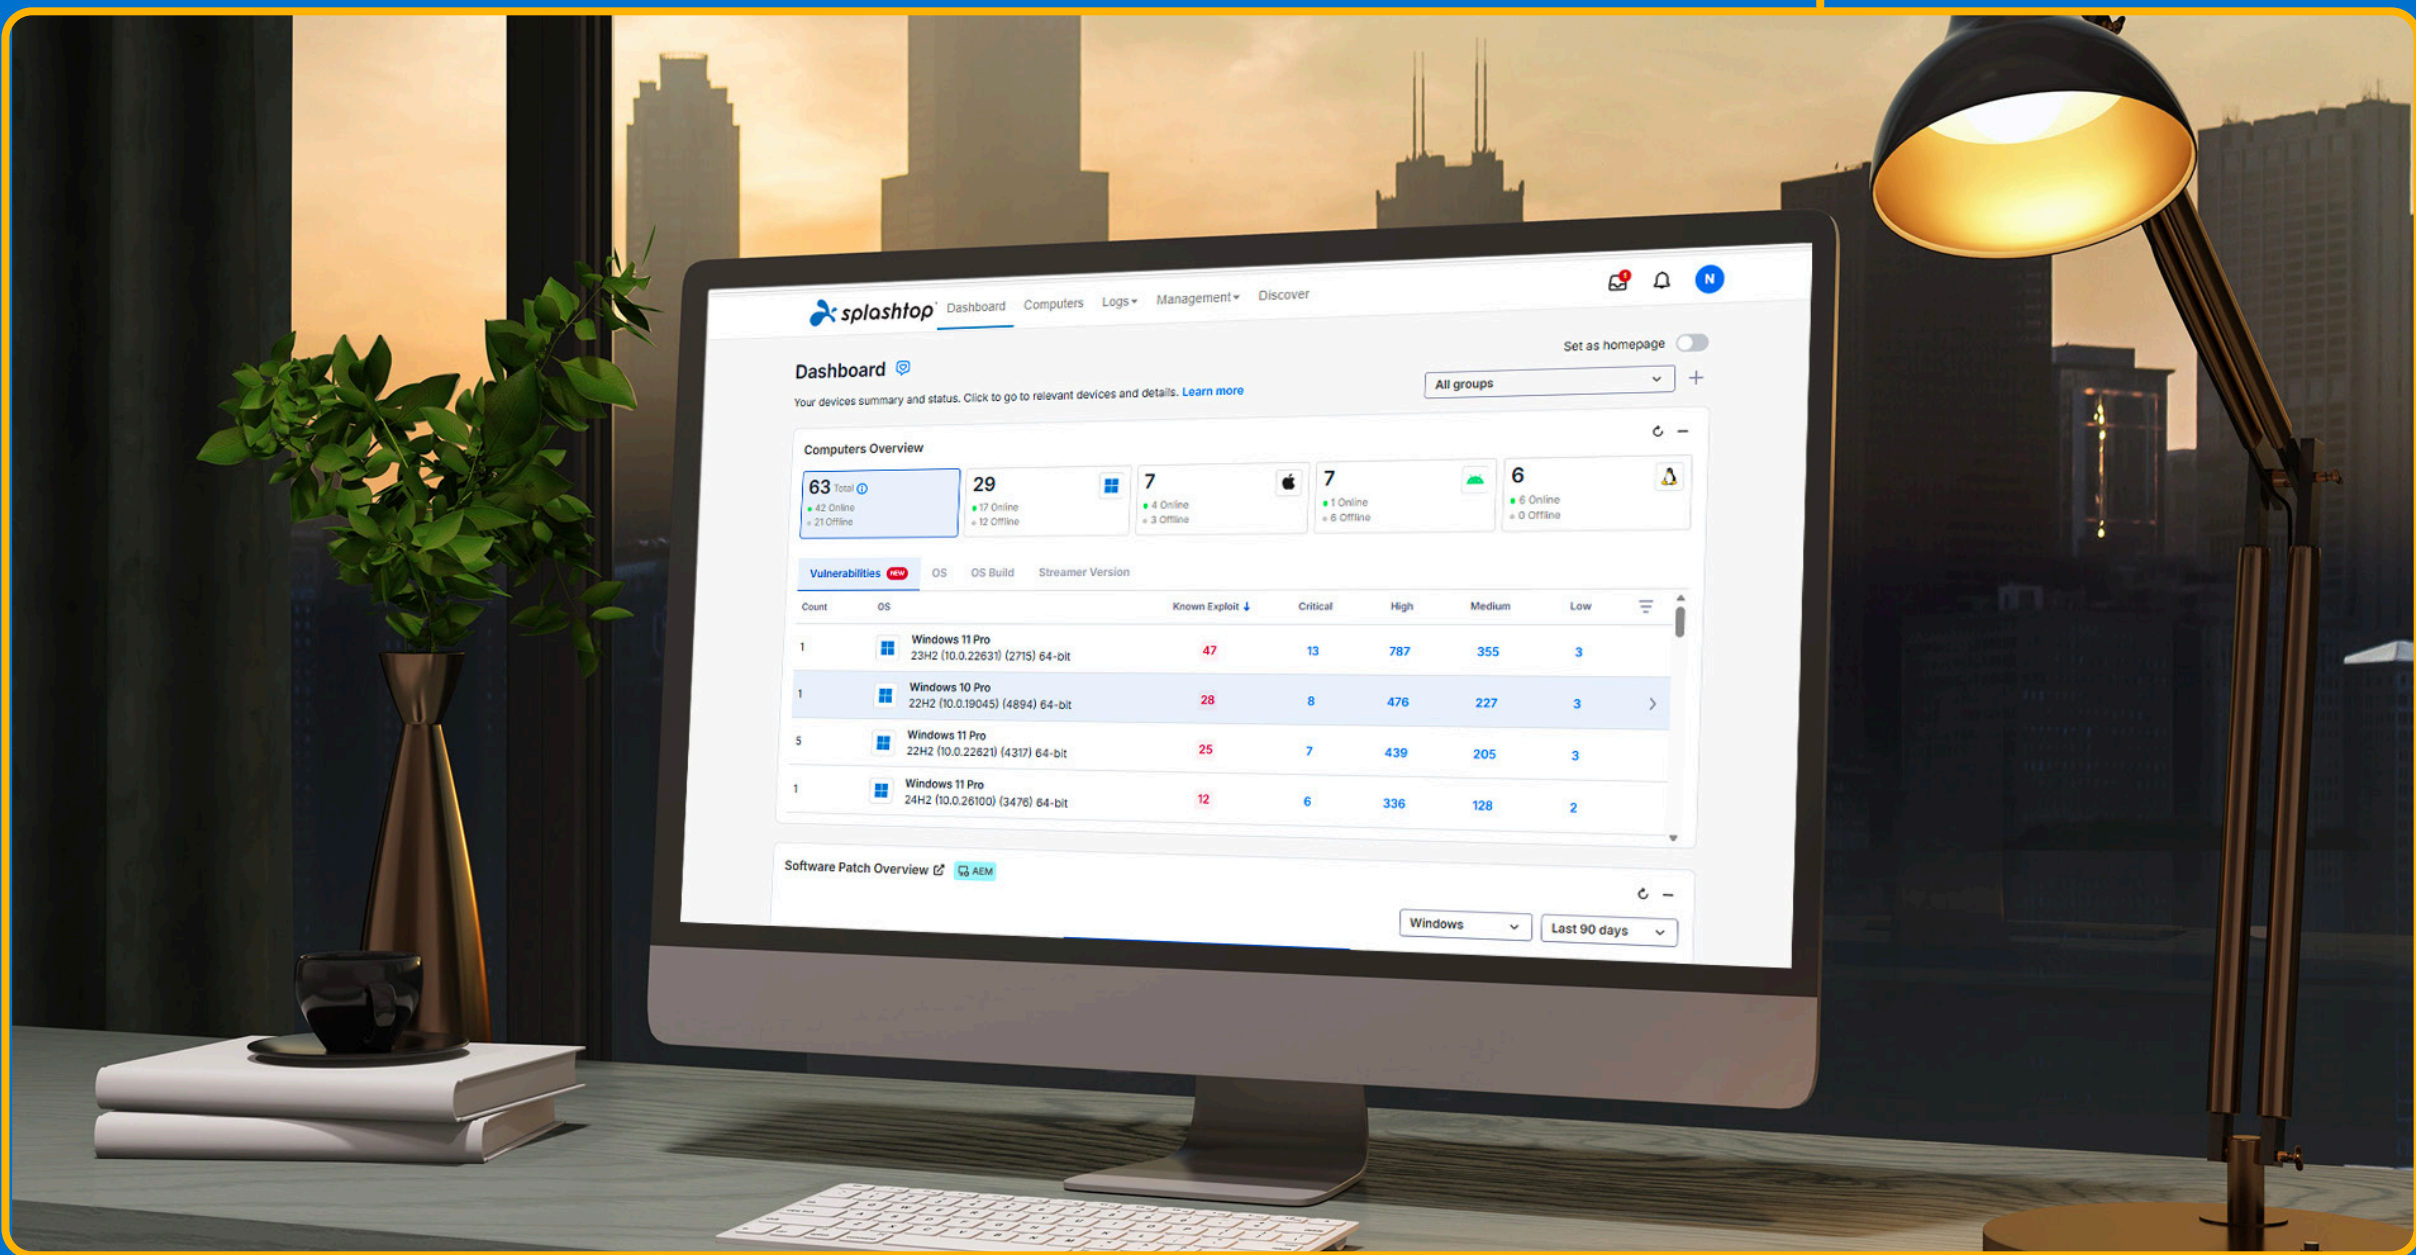 splashtop
Dashboard Computers Logs Management Discover
1
N
Set as homepage
Dashboard
Your devices summary and status. Click to go to relevant devices and details. Learn more
All groups
Computers Overview
63 Total
42 Online
21 Offline
29
17 Online
12 Offline
7
4 Online
3 Offline
7
1 Online
6 Offline
6
6 Online
0 Offline
Vulnerabilities NEW OS OS Build Streamer Version
Count OS Known Exploit Critical High Medium Low
1 Windows 11 Pro
23H2 (10.0.22631) (2715) 64-bit 47 13 787 355 3
1 Windows 10 Pro
22H2 (10.0.19045) (4894) 64-bit 28 8 476 227 3
5 Windows 11 Pro
22H2 (10.0.22621) (4317) 64-bit 25 7 439 205 3
1 Windows 11 Pro
24H2 (10.0.26100) (3476) 64-bit 12 6 336 128 2
Software Patch Overview AEM
Windows Last 90 days